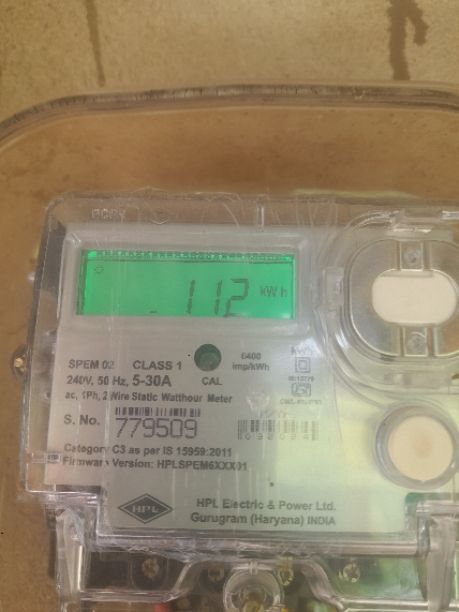 112 kWh
SPEM 02 CLASS 1
6400 imp/kWh
240V, 50 Hz, 5-30A
CAL
ac, 1Ph, 2 Wire Static Watthour Meter
S. No. 779509
Category C3 as per IS 15959:2011
Firmware Version: HPLSPEM6XXX01
HPL
HPL Electric & Power Ltd.
Gurugram (Haryana) INDIA